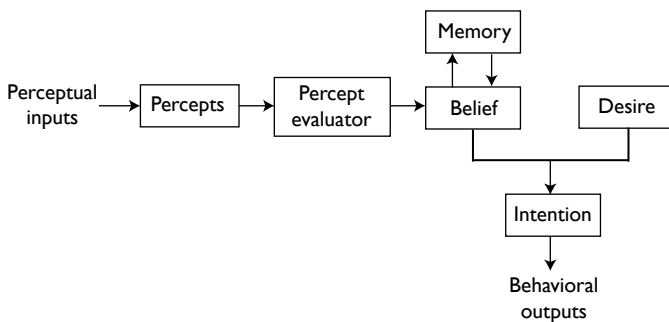 Memory
Perceptual
inputs
Percepts
Percept
evaluator
Belief
Desire
Intention
Behavioral
outputs